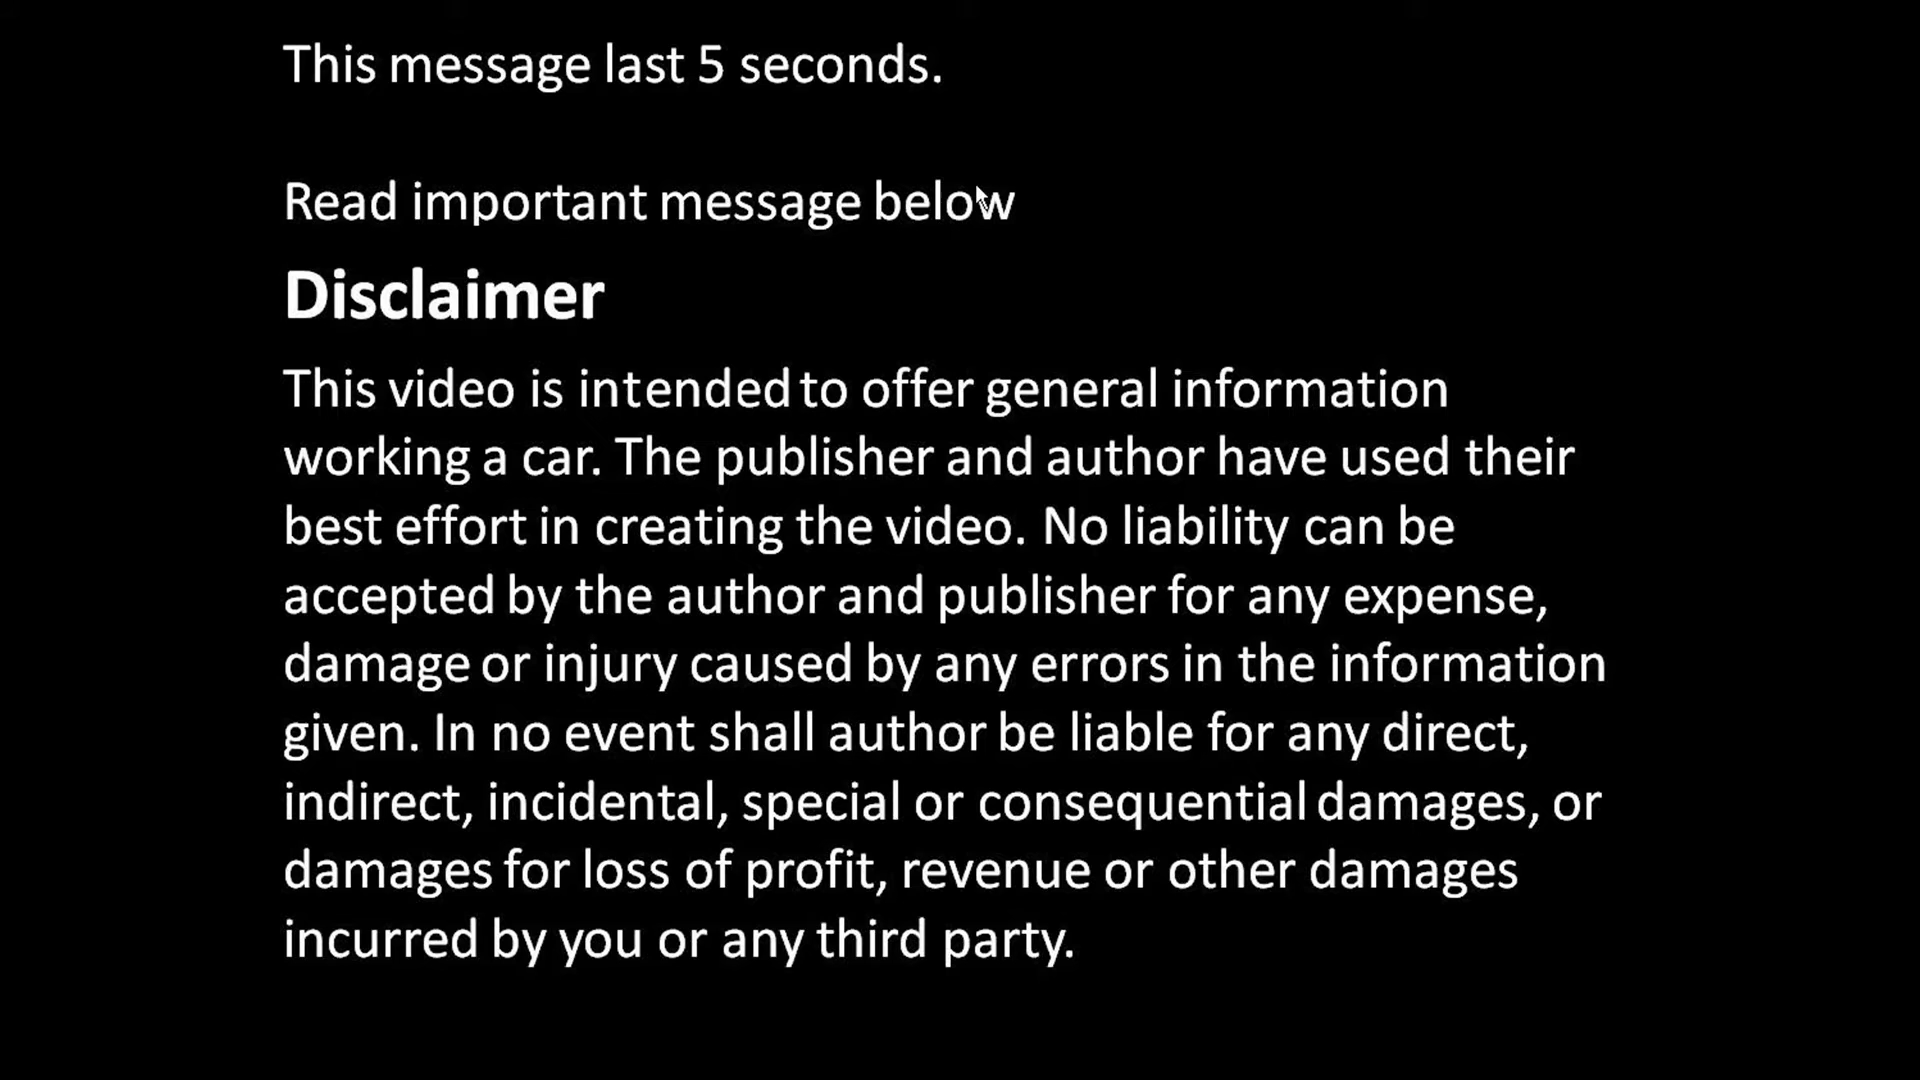 This message last 5 seconds.
Read important message below
Disclaimer
This video is intended to offer general information
working a car. The publisher and author have used their
best effort in creating the video. No liability can be
accepted by the author and publisher for any expense,
damage or injury caused by any errors in the information
given. In no event shall author be liable for any direct,
indirect, incidental, special or consequential damages, or
damages for loss of profit, revenue or other damages
incurred by you or any third party.